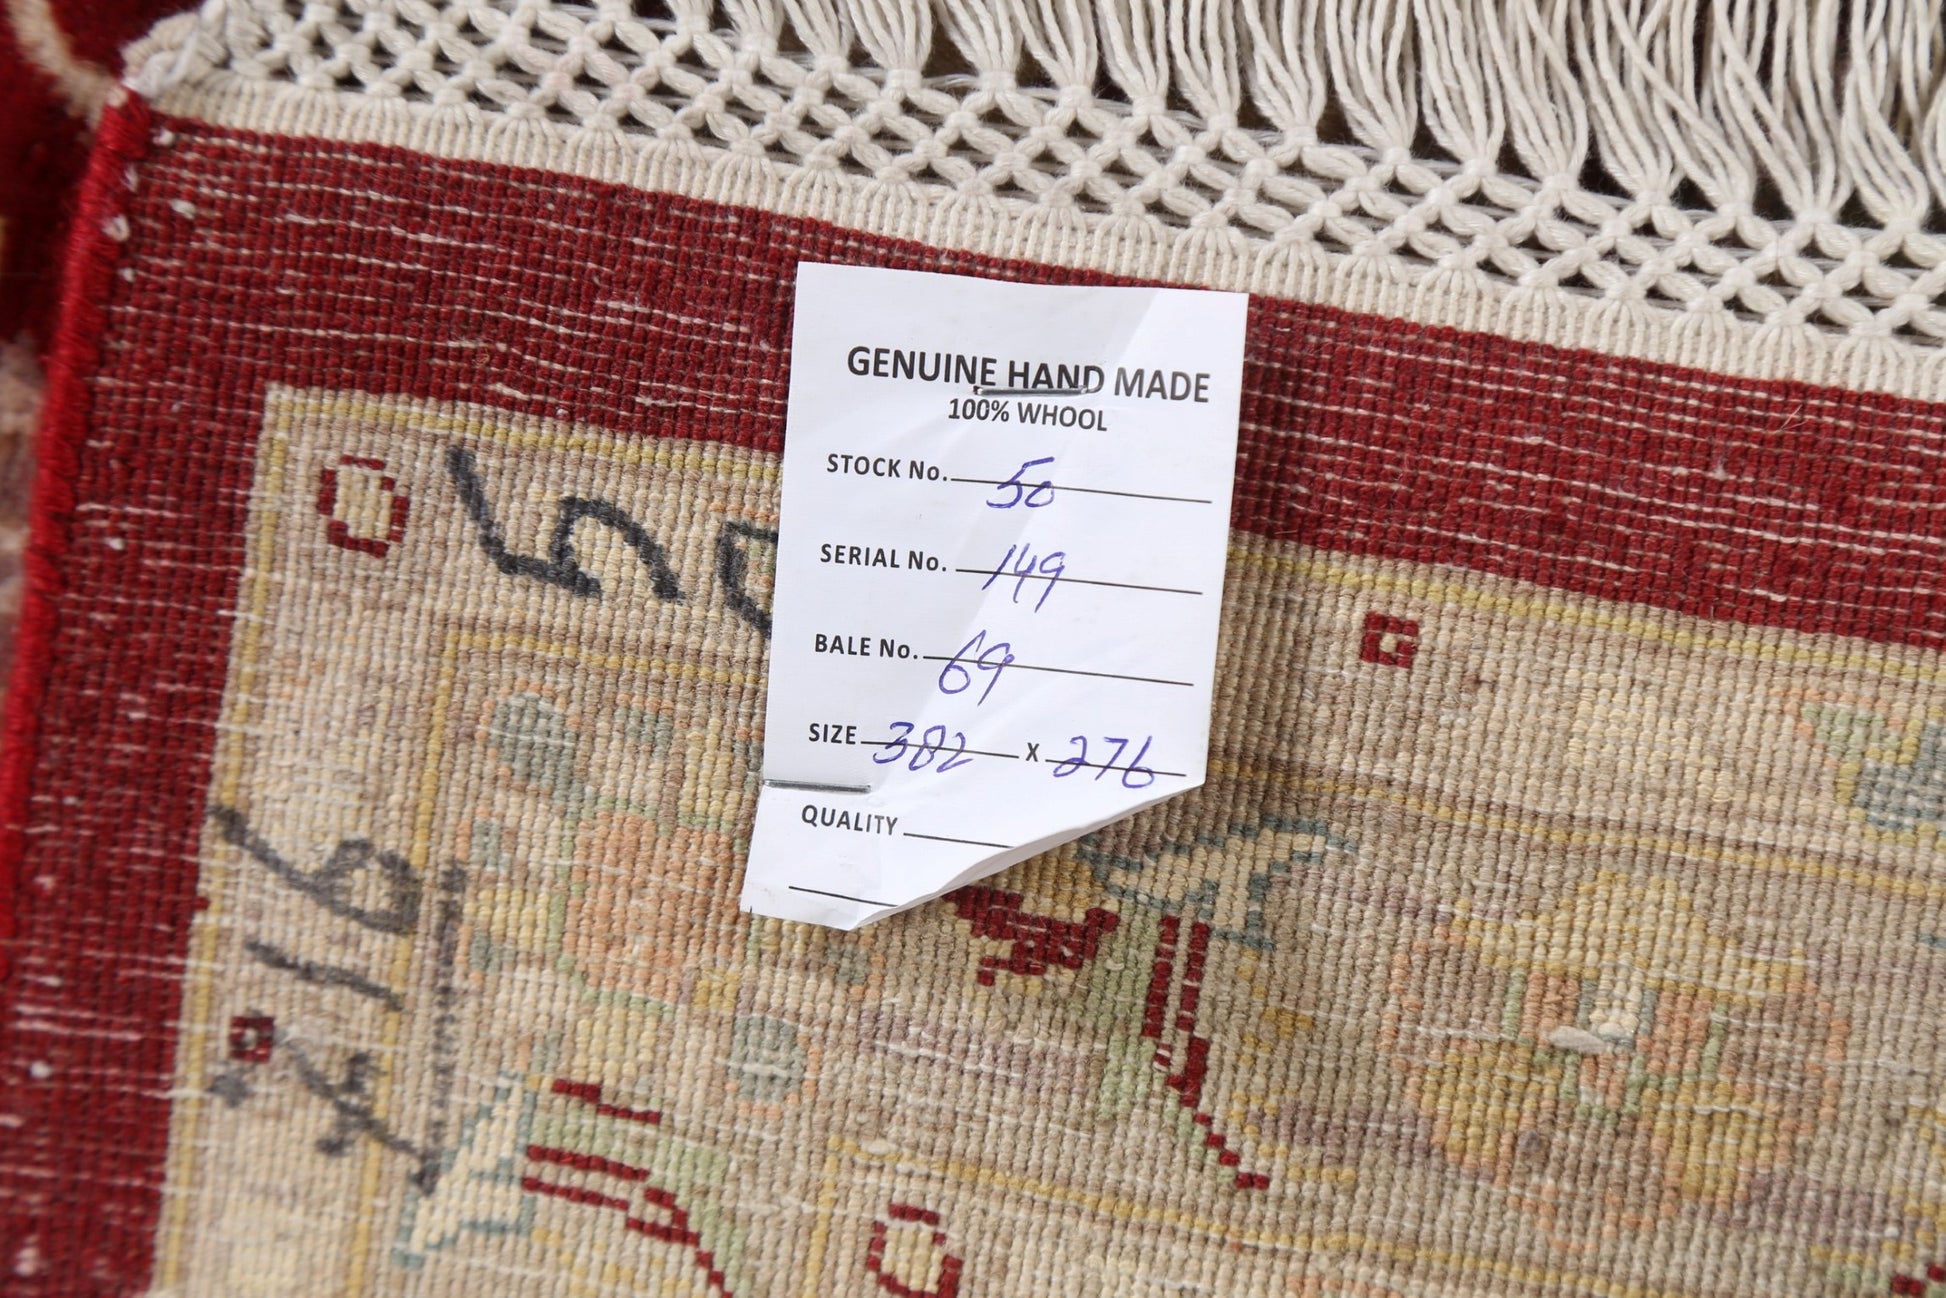 GENUINE HAND MADE
100% WHOOL
STOCK No. 50
SERIAL No. 149
BALE No. 69
SIZE 382 X 276
QUALITY